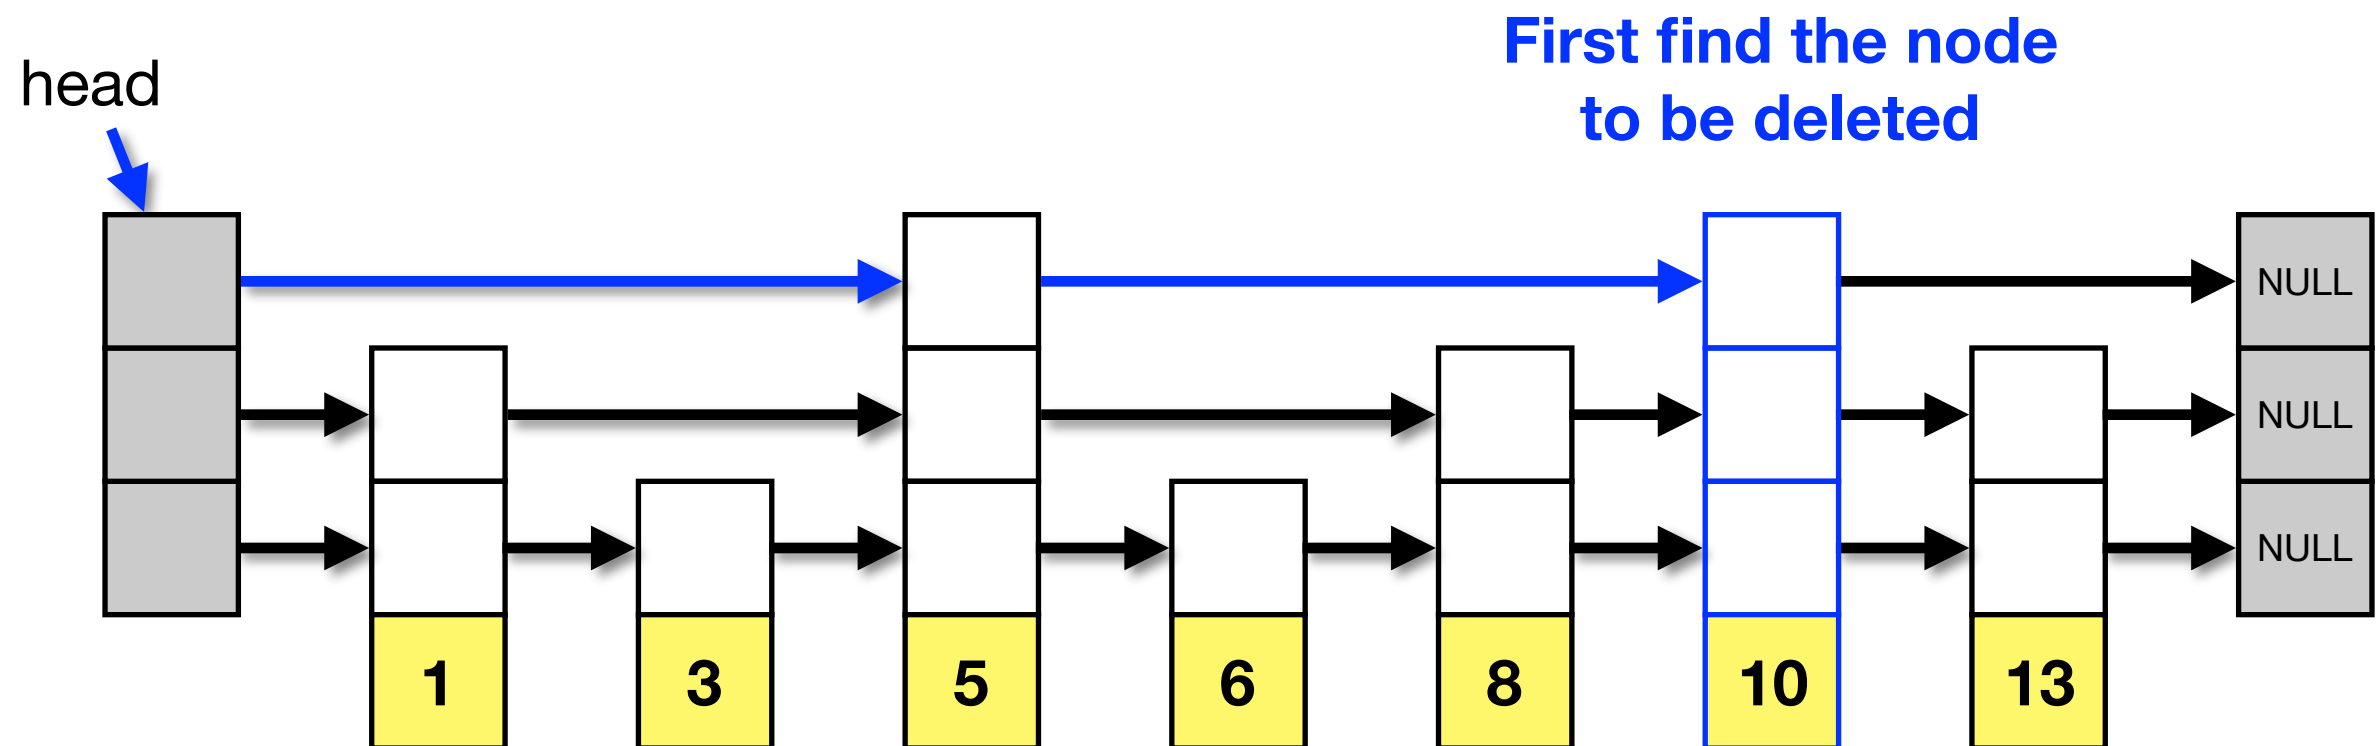 First find the node
to be deleted
head
NULL
NULL
NULL
1 3 5 6 8 10 13